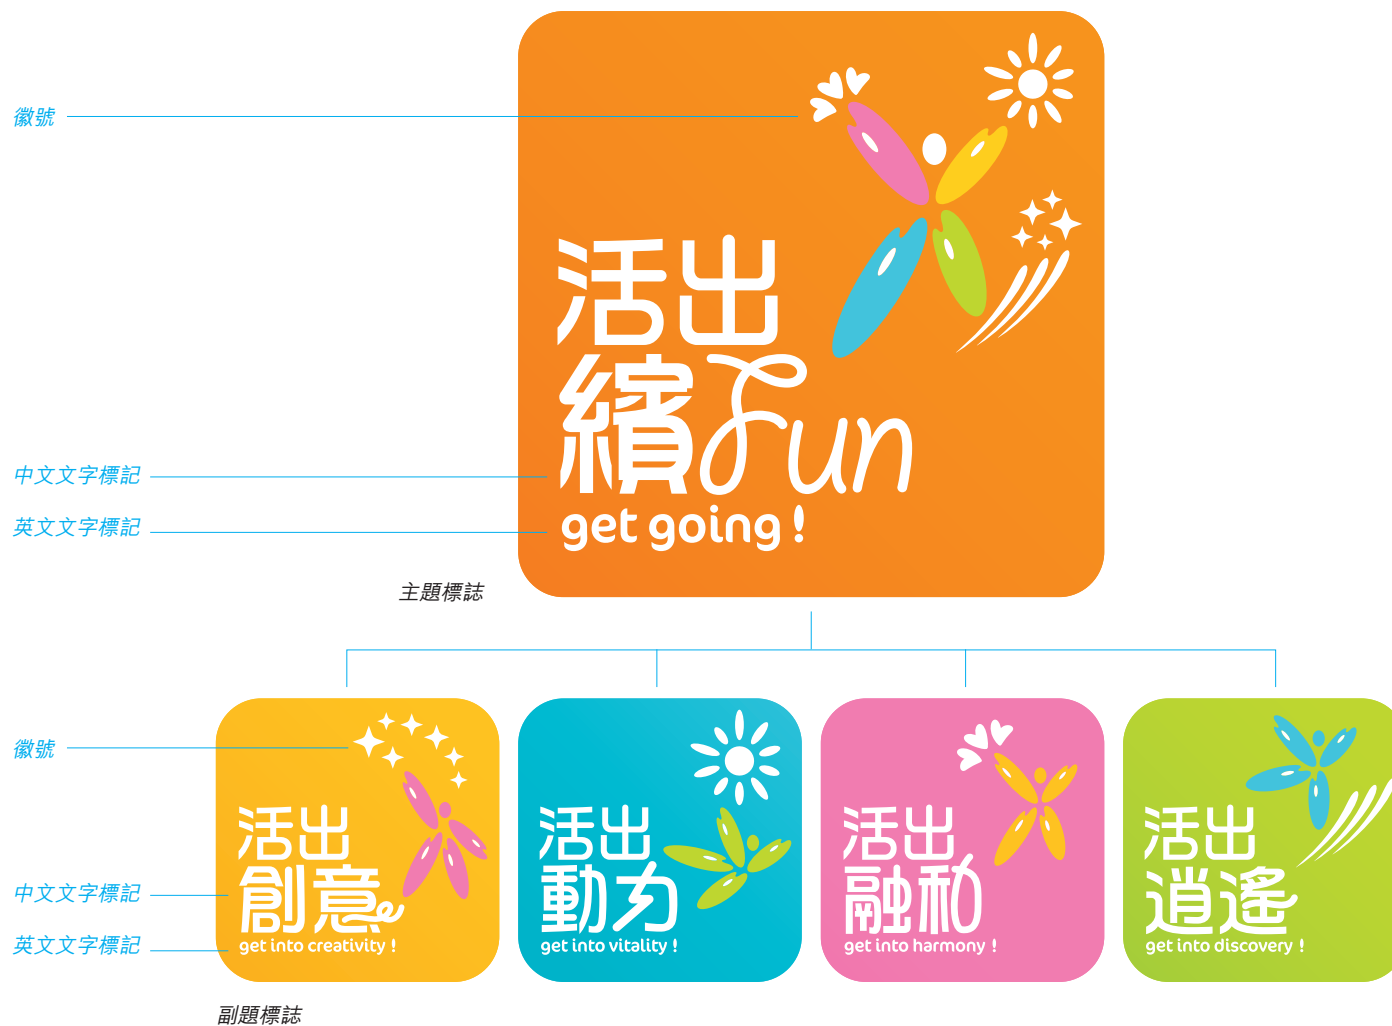 徽號
活出
繽Fun
中文文字標記
get going !
英文文字標記
主題標誌
徽號
活出
創意
get into creativity !
活出
動力
get into vitality !
活出
融和
get into harmony !
活出
逍遙
get into discovery !
中文文字標記
英文文字標記
副題標誌